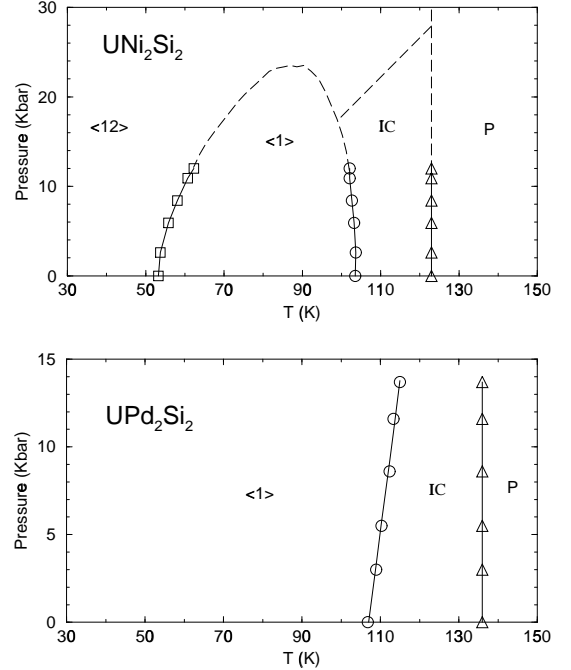 UNi₂Si₂
Pressure (Kbar)
30
20
10
0
<12>
<1>
IC
P
30 50 70 90 110 130 150
T (K)
UPd₂Si₂
Pressure (Kbar)
15
10
5
0
<1>
IC
P
30 50 70 90 110 130 150
T (K)